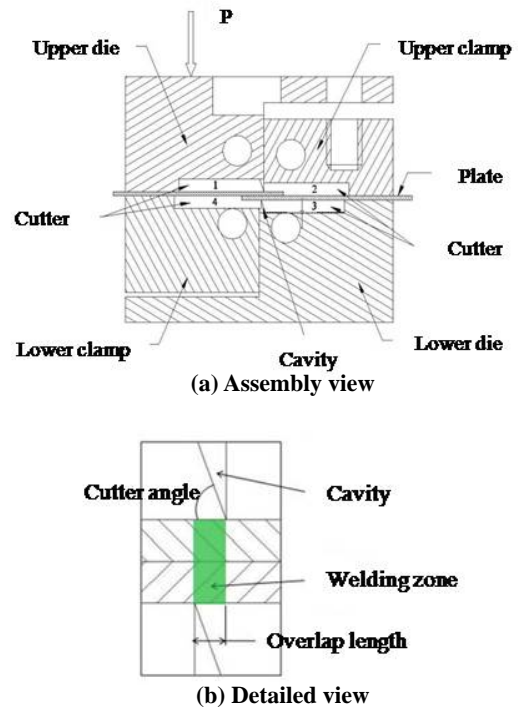 P
Upper die
Upper clamp
1
2
Plate
4
3
Cutter
Cutter
Lower clamp
Cavity
Lower die
(a) Assembly view
Cutter angle
Cavity
Welding zone
Overlap length
(b) Detailed view